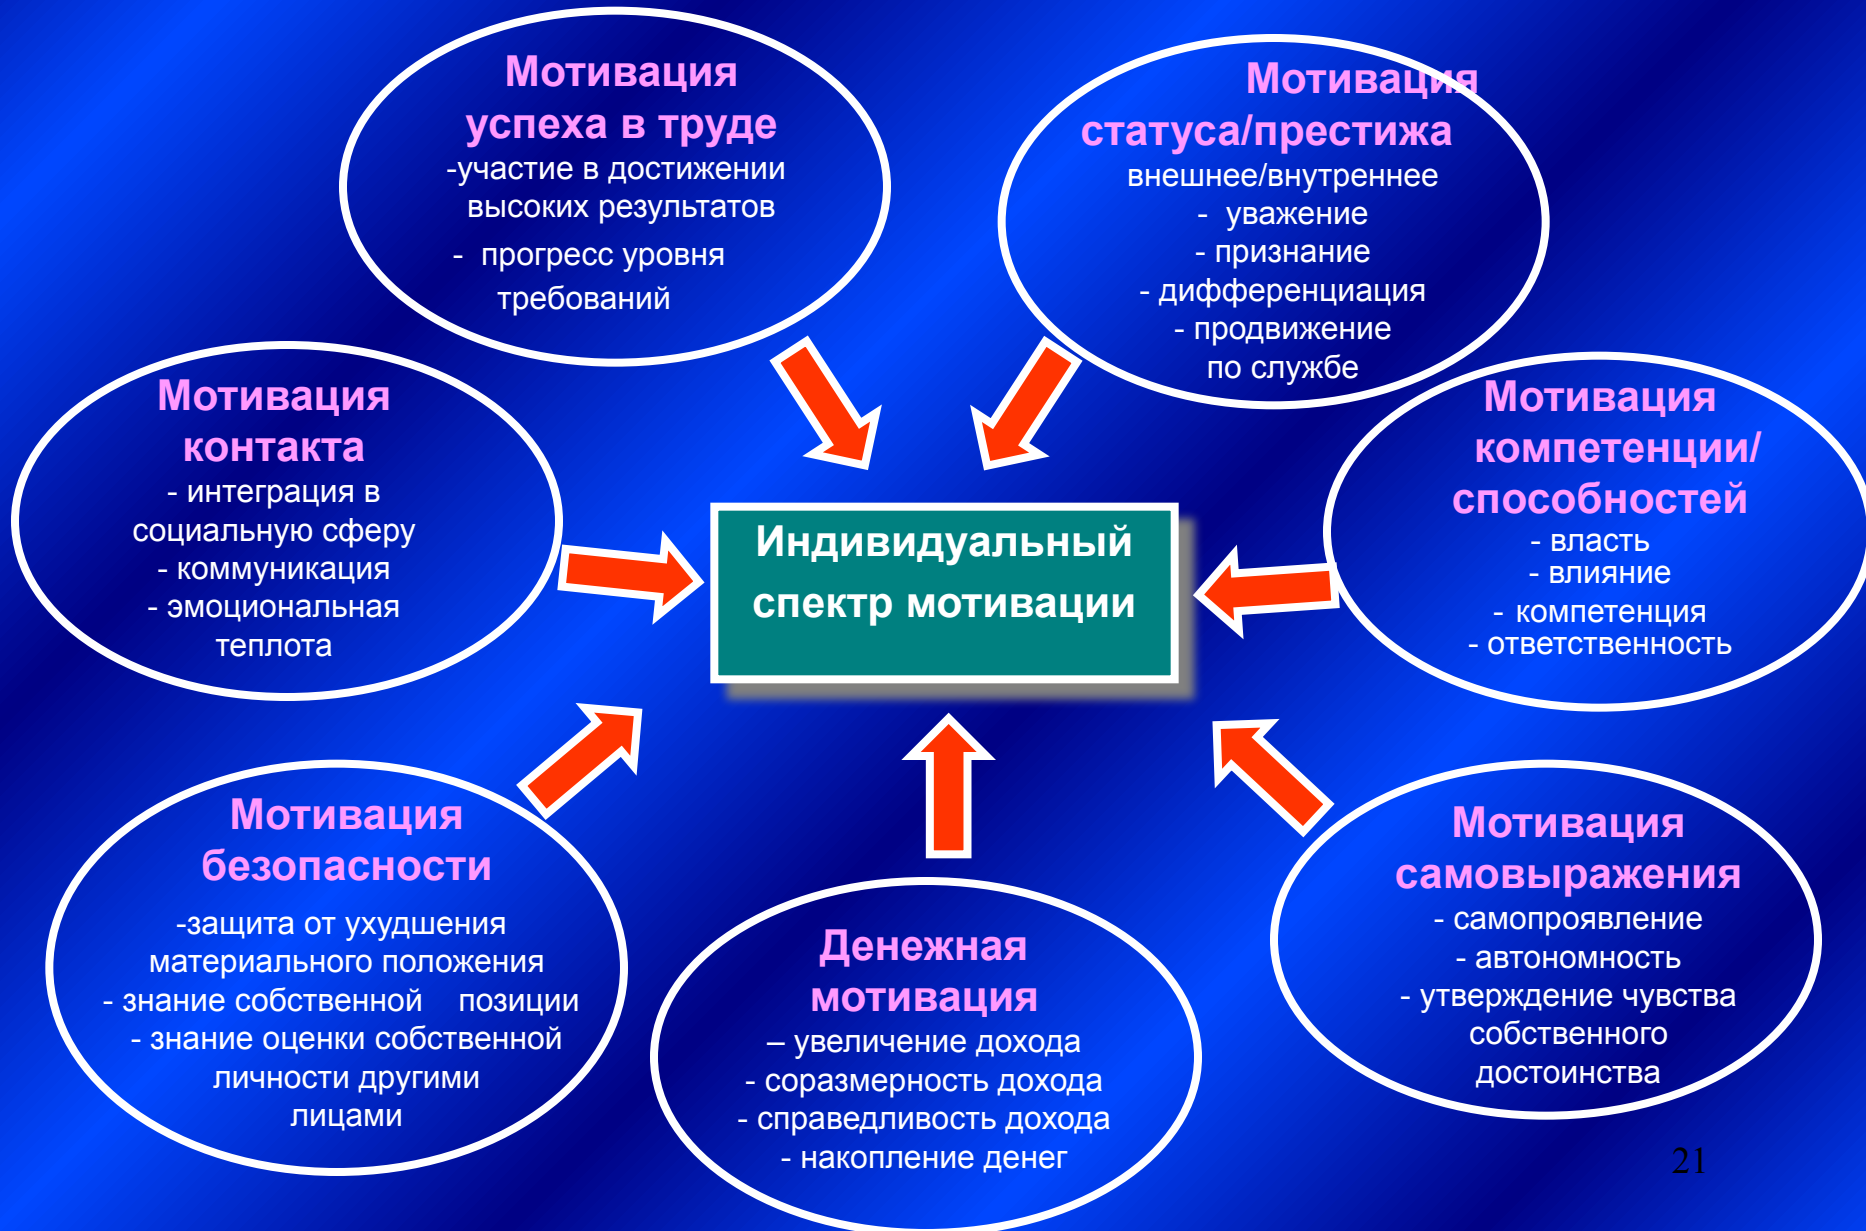 Мотивация
успеха в труде
-участие в достижении
высоких результатов
- прогресс уровня
требований
Мотивация
статуса/престижа
внешнее/внутреннее
- уважение
- признание
- дифференциация
- продвижение
по службе
Мотивация
контакта
- интеграция в
социальную сферу
- коммуникация
- эмоциональная
теплота
Индивидуальный
спектр мотивации
Мотивация
компетенции/
способностей
- власть
- влияние
- компетенция
- ответственность
Мотивация
безопасности
-защита от ухудшения
материального положения
- знание собственной позиции
- знание оценки собственной
личности другими
лицами
Денежная
мотивация
– увеличение дохода
- соразмерность дохода
- справедливость дохода
- накопление денег
Мотивация
самовыражения
- самопроявление
- автономность
- утверждение чувства
собственного
достоинства
21